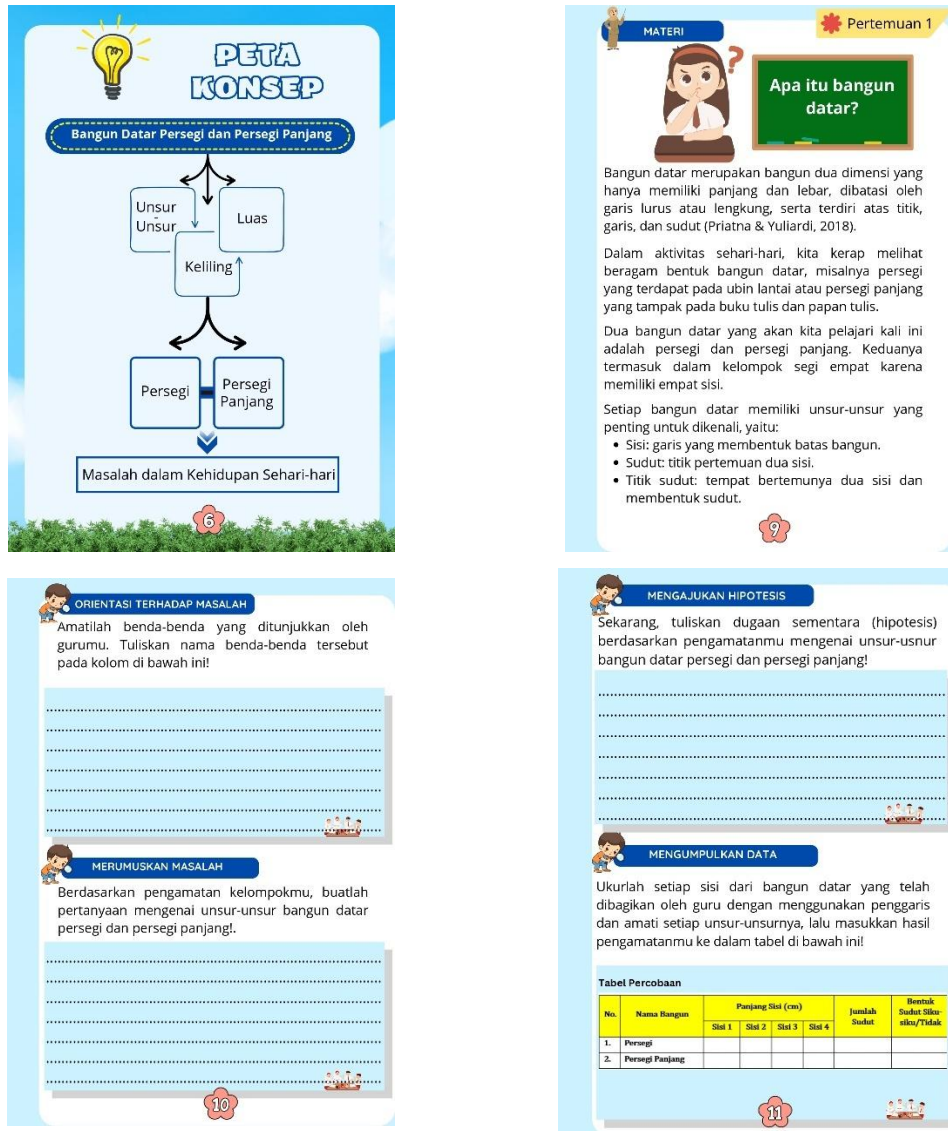 PETA
KONSEP
Bangun Datar Persegi dan Persegi Panjang
Unsur
-
Unsur
Luas
Keliling
Persegi
Persegi
Panjang
Masalah dalam Kehidupan Sehari-hari
6
MATERI
Pertemuan 1
Apa itu bangun
datar?
Bangun datar merupakan bangun dua dimensi yang
hanya memiliki panjang dan lebar, dibatasi oleh
garis lurus atau lengkung, serta terdiri atas titik,
garis, dan sudut (Priatna & Yuliardi, 2018).
Dalam aktivitas sehari-hari, kita kerap melihat
beragam bentuk bangun datar, misalnya persegi
yang terdapat pada ubin lantai atau persegi panjang
yang tampak pada buku tulis dan papan tulis.
Dua bangun datar yang akan kita pelajari kali ini
adalah persegi dan persegi panjang. Keduanya
termasuk dalam kelompok segi empat karena
memiliki empat sisi.
Setiap bangun datar memiliki unsur-unsur yang
penting untuk dikenali, yaitu:
• Sisi: garis yang membentuk batas bangun.
• Sudut: titik pertemuan dua sisi.
• Titik sudut: tempat bertemunya dua sisi dan
membentuk sudut.
9
ORIENTASI TERHADAP MASALAH
Amatilah benda-benda yang ditunjukkan oleh
gurumu. Tuliskan nama benda-benda tersebut
pada kolom di bawah ini!
MERUMUSKAN MASALAH
Berdasarkan pengamatan kelompokmu, buatlah
pertanyaan mengenai unsur-unsur bangun datar
persegi dan persegi panjang!.
10
MENGAJUKAN HIPOTESIS
Sekarang, tuliskan dugaan sementara (hipotesis)
berdasarkan pengamatanmu mengenai unsur-usnur
bangun datar persegi dan persegi panjang!
MENGUMPULKAN DATA
Ukurlah setiap sisi dari bangun datar yang telah
dibagikan oleh guru dengan menggunakan penggaris
dan amati setiap unsur-unsurnya, lalu masukkan hasil
pengamatanmu ke dalam tabel di bawah ini!
Tabel Percobaan
No. Nama Bangun Panjang Sisi (cm) Jumlah Sudut Bentuk Sudut Siku-siku/Tidak
Sisi 1 Sisi 2 Sisi 3 Sisi 4
1. Persegi
2. Persegi Panjang
11